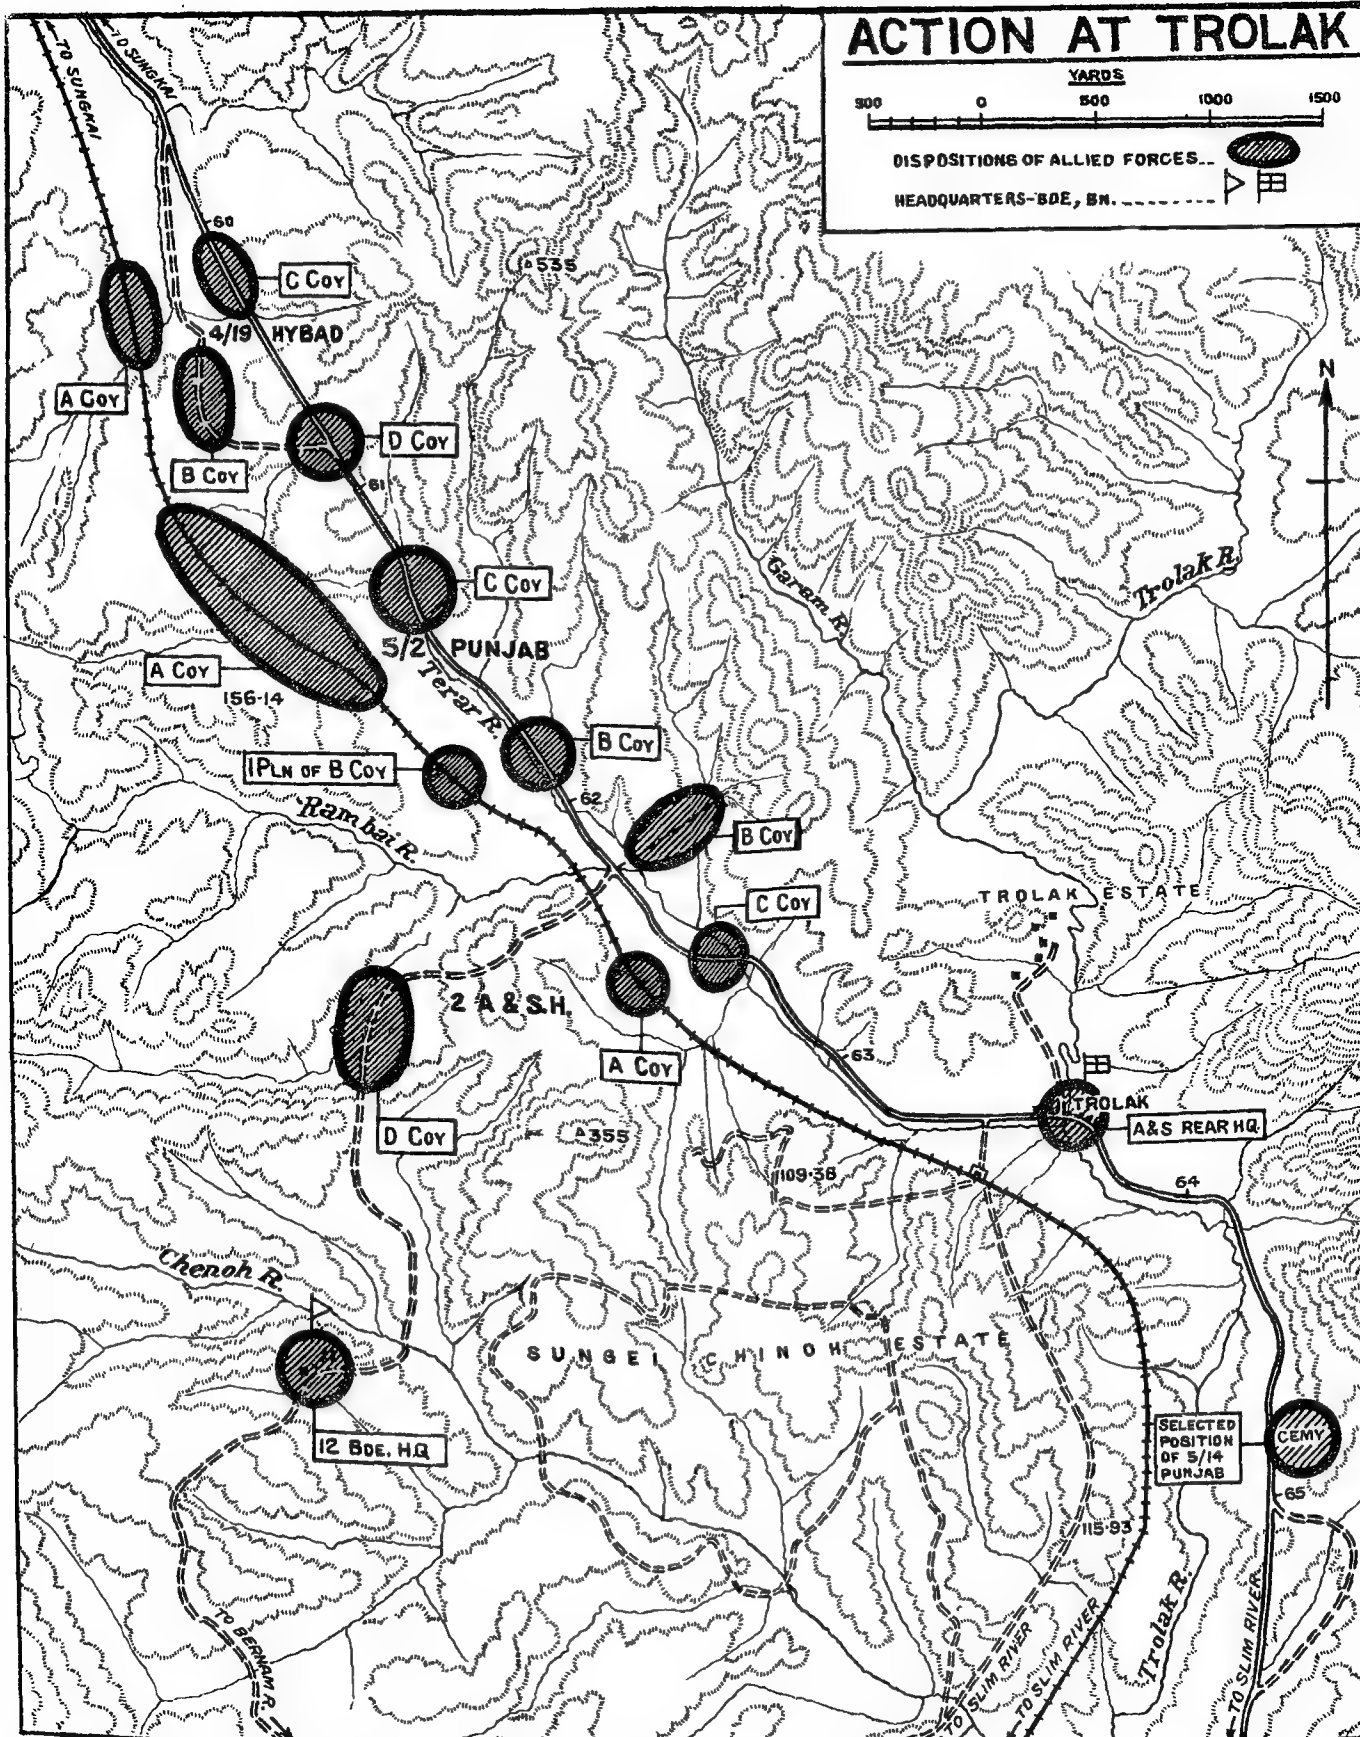 ACTION AT TROLAK
YARDS
500 0 500 1000 1500
DISPOSITIONS OF ALLIED FORCES--
HEADQUARTERS-BDE, BN.--------
TO SUNGKAI
TO SUNGKAI
60
C COY
535
4/19 HYBAD
N
A COY
D COY
B COY
61
Garam R.
Trolak R.
C COY
5/2 PUNJAB
A COY
Terar R.
156·14
B COY
1 PLN OF B COY
62
Rambai R.
B COY
TROLAK ESTATE
C COY
2 A & S.H.
63
A COY
TROLAK
A&S REAR HQ.
D COY
355
109·38
64
Chenoh R.
SUNGEI CHINOH ESTATE
12 BDE. H.Q
SELECTED
POSITION
OF 5/14
PUNJAB
CEMY
65
115·93
TO BERNAM R.
TO SLIM RIVER
TO SLIM RIVER
Trolak R.
TO SLIM RIVER